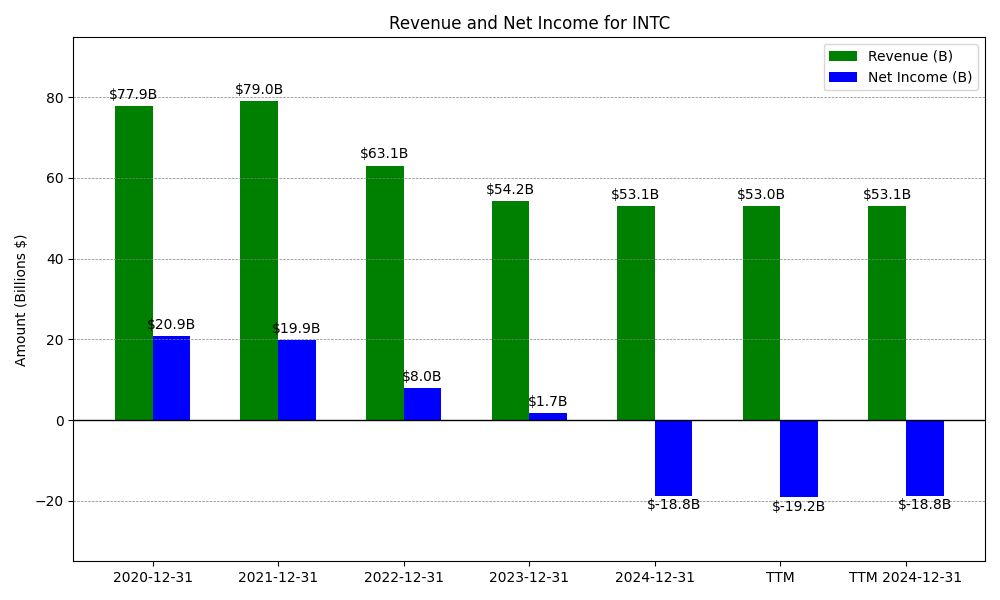 Revenue and Net Income for INTC
Revenue (B)
Net Income (B)
Amount (Billions $)
80
60
40
20
0
−20
$77.9B
$79.0B
$63.1B
$54.2B
$53.1B
$53.0B
$53.1B
$20.9B
$19.9B
$8.0B
$1.7B
$-18.8B
$-19.2B
$-18.8B
2020-12-31
2021-12-31
2022-12-31
2023-12-31
2024-12-31
TTM
TTM 2024-12-31